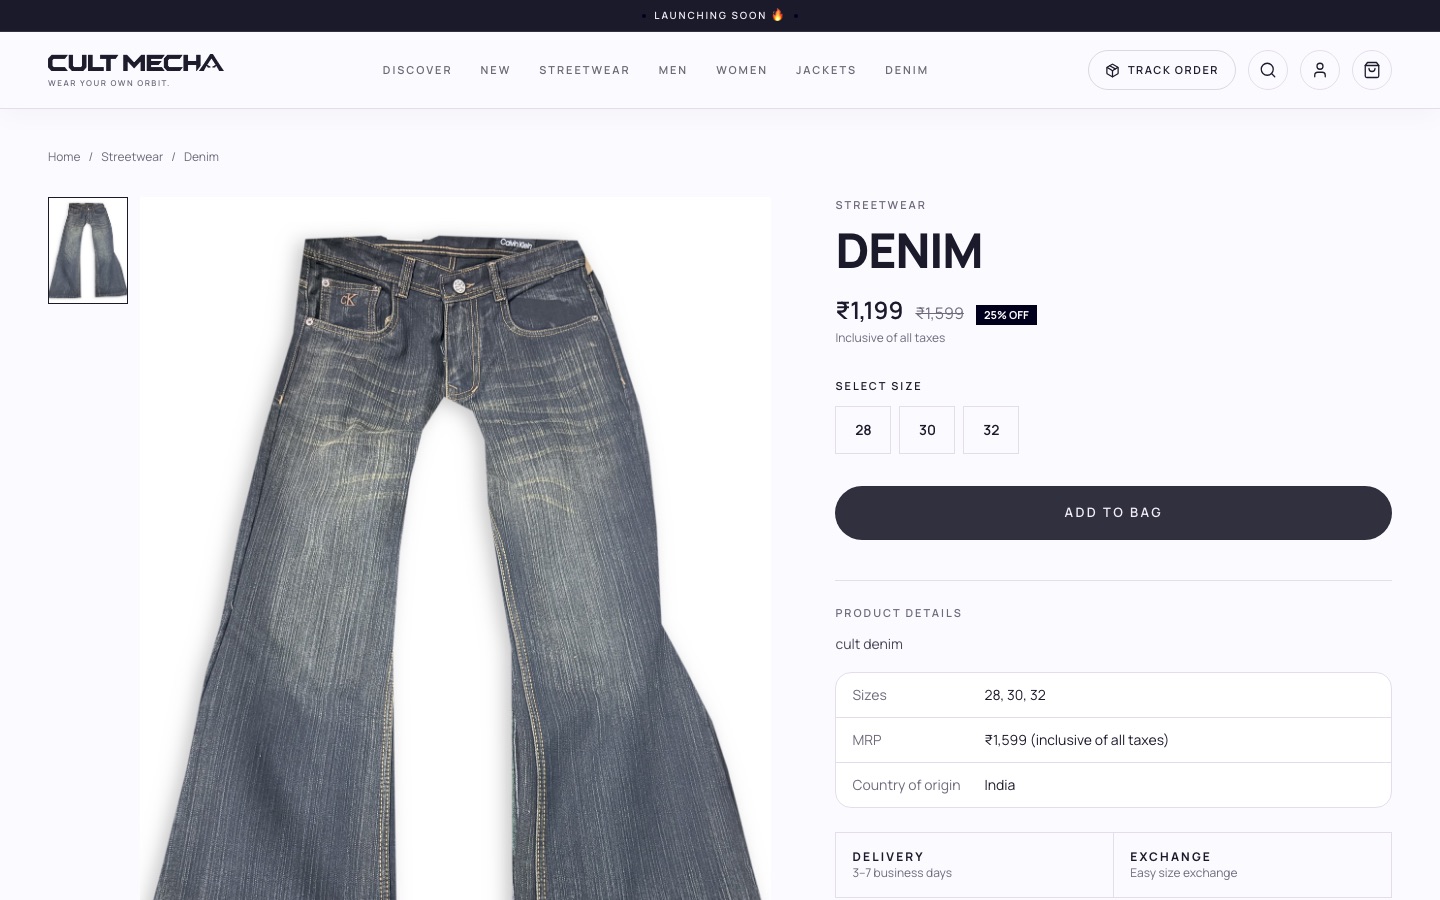 LAUNCHING SOON 🔥
CULT MECHA
WEAR YOUR OWN ORBIT.
DISCOVER NEW STREETWEAR MEN WOMEN JACKETS DENIM
TRACK ORDER
Home / Streetwear / Denim
Calvin Klein
cK
STREETWEAR
DENIM
₹1,199 ₹1,599 25% OFF
Inclusive of all taxes
SELECT SIZE
28 30 32
ADD TO BAG
PRODUCT DETAILS
cult denim
Sizes 28, 30, 32
MRP ₹1,599 (inclusive of all taxes)
Country of origin India
DELIVERY
3–7 business days
EXCHANGE
Easy size exchange